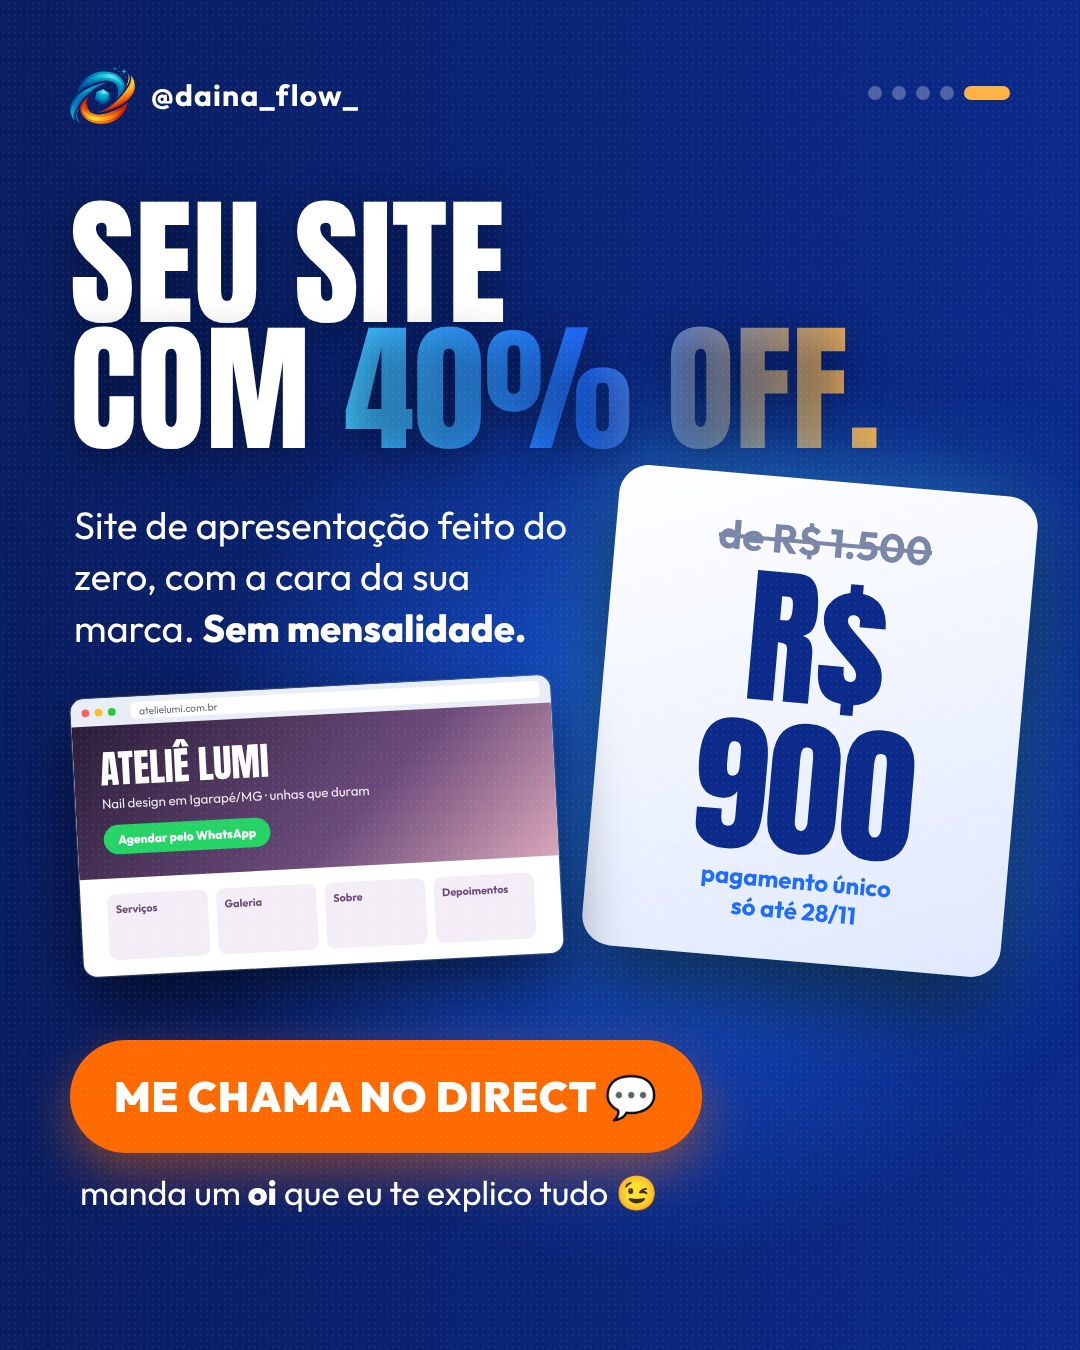 @daina_flow_
SEU SITE
COM 40% OFF.
Site de apresentação feito do
zero, com a cara da sua
marca. Sem mensalidade.
de R$ 1.500
R$
900
pagamento único
só até 28/11
atelielumi.com.br
ATELIÊ LUMI
Nail design em Igarapé/MG · unhas que duram
Agendar pelo WhatsApp
Serviços
Galeria
Sobre
Depoimentos
ME CHAMA NO DIRECT 💬
manda um oi que eu te explico tudo 😉